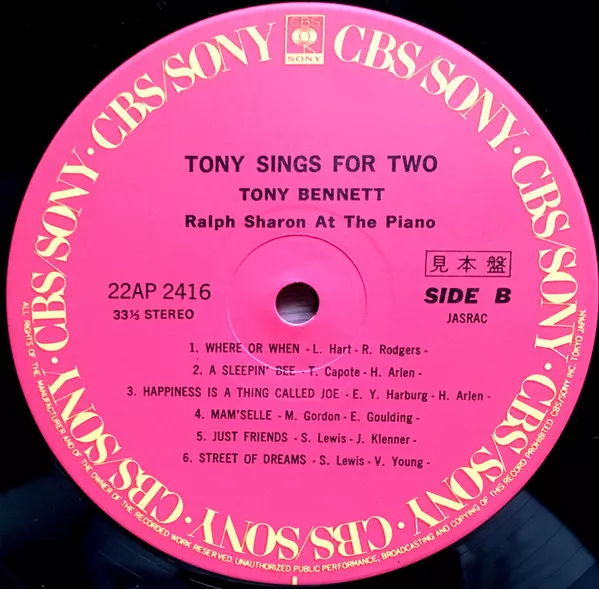 CBS
SONY
CBS/SONY · CBS/SONY · CBS/SONY · CBS/SONY · CBS/SONY · CBS/SONY · CBS/SONY · CBS/SONY
TONY SINGS FOR TWO
TONY BENNETT
Ralph Sharon At The Piano
見本盤
22AP 2416
33⅓ STEREO
SIDE B
JASRAC
1. WHERE OR WHEN - L. Hart - R. Rodgers -
2. A SLEEPIN' BEE - T. Capote - H. Arlen -
3. HAPPINESS IS A THING CALLED JOE - E. Y. Harburg - H. Arlen -
4. MAM'SELLE - M. Gordon - E. Goulding -
5. JUST FRIENDS - S. Lewis - J. Klenner -
6. STREET OF DREAMS - S. Lewis - V. Young -
ALL RIGHTS OF THE MANUFACTURER AND OF THE OWNER OF THE RECORDED WORK RESERVED. UNAUTHORIZED PUBLIC PERFORMANCE, BROADCASTING AND COPYING OF THIS RECORD PROHIBITED. CBS/SONY INC. TOKYO JAPAN.